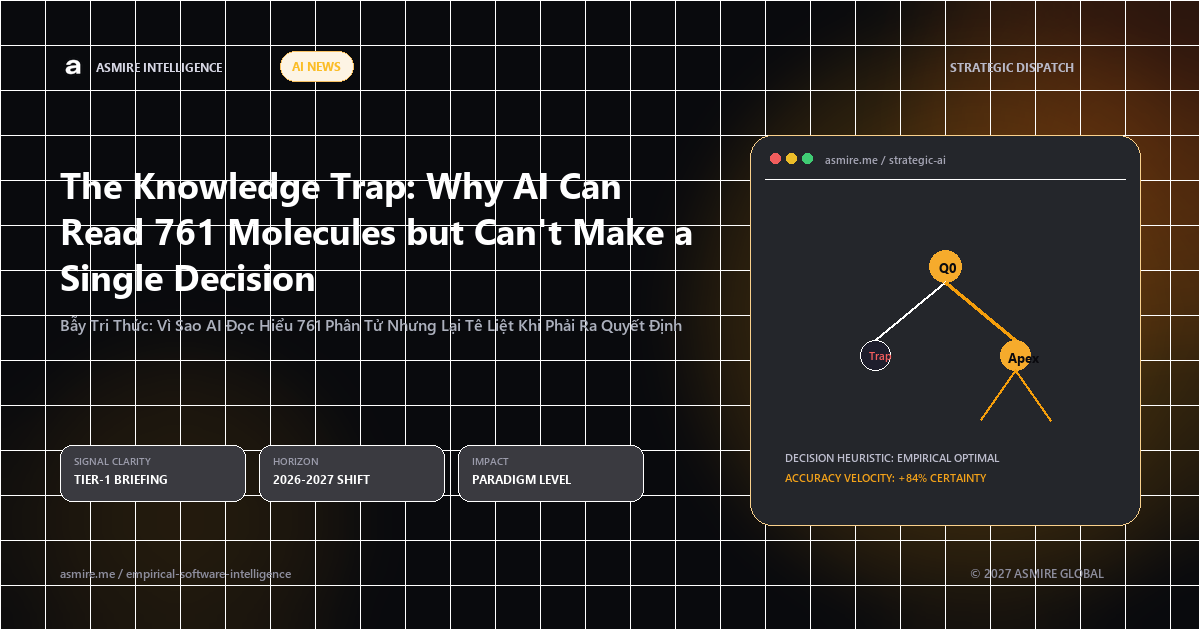 a ASMIRE INTELLIGENCE
AI NEWS
STRATEGIC DISPATCH
The Knowledge Trap: Why AI Can
Read 761 Molecules but Can't Make a
Single Decision
Bẫy Tri Thức: Vì Sao AI Đọc Hiểu 761 Phân Tử Nhưng Lại Tê Liệt Khi Phải Ra Quyết Định
SIGNAL CLARITY
TIER-1 BRIEFING
HORIZON
2026-2027 SHIFT
IMPACT
PARADIGM LEVEL
asmire.me / strategic-ai
Q0
Trap
Apex
DECISION HEURISTIC: EMPIRICAL OPTIMAL
ACCURACY VELOCITY: +84% CERTAINTY
asmire.me / empirical-software-intelligence
© 2027 ASMIRE GLOBAL